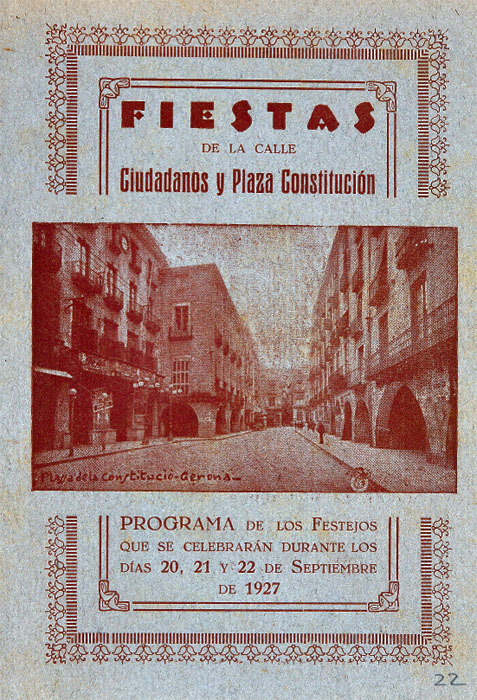 FIESTAS
DE LA CALLE
Ciudadanos y Plaza Constitución
Plaza de la Constitució-Gerona-
PROGRAMA DE LOS FESTEJOS
QUE SE CELEBRARÁN DURANTE LOS
DÍAS 20, 21 Y 22 DE SEPTIEMBRE
DE 1927
22